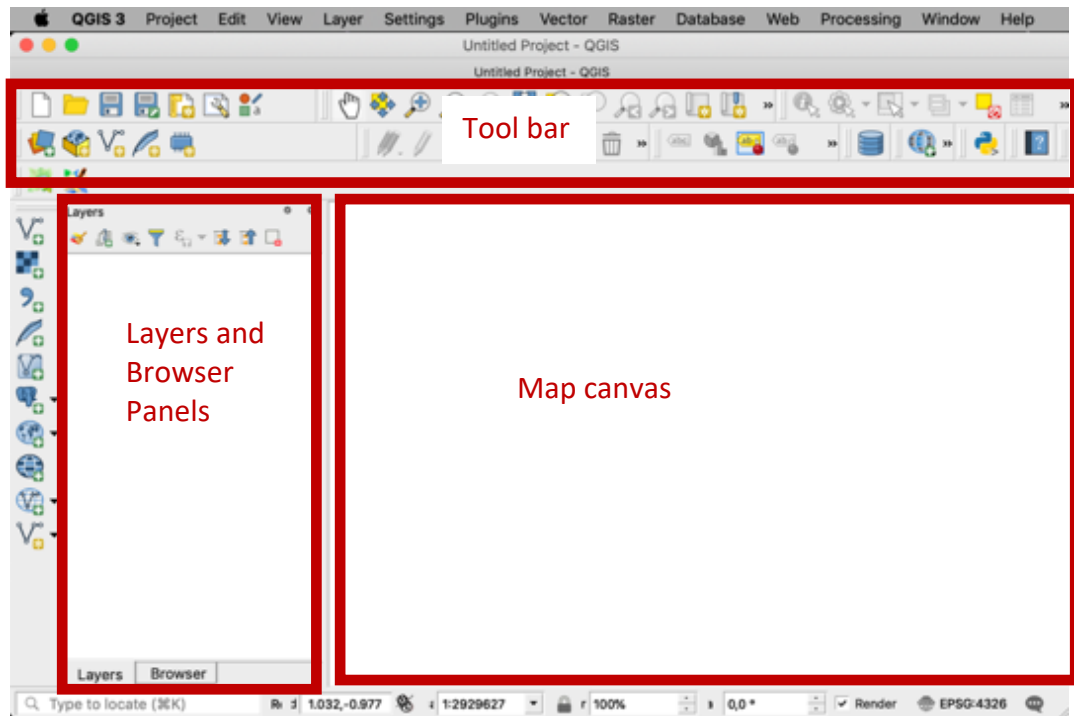 QGIS 3 Project Edit View Layer Settings Plugins Vector Raster Database Web Processing Window Help
Untitled Project - QGIS
Untitled Project - QGIS
Tool bar
Layers
Layers and
Browser
Panels
Map canvas
Layers Browser
Type to locate (⌘K) 1.032,-0.977 1:2929627 100% 0,0 ° Render EPSG:4326